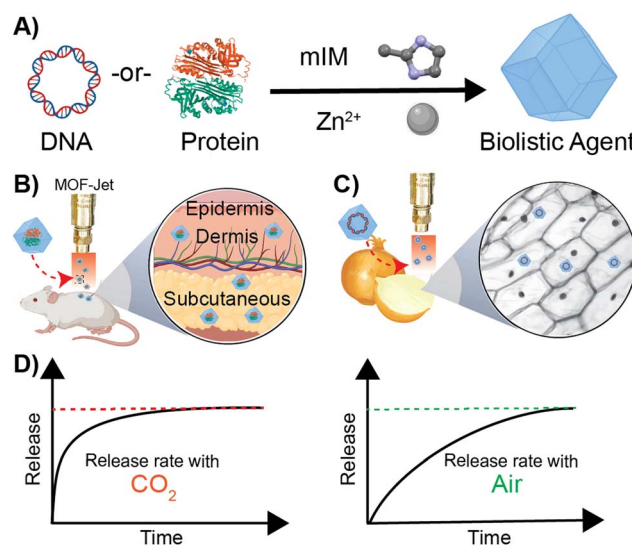 A)
DNA
-or-
Protein
mIM
Zn²⁺
Biolistic Agent
B)
MOF-Jet
Epidermis
Dermis
Subcutaneous
C)
D)
Release
Release rate with
CO₂
Time
Release
Release rate with
Air
Time